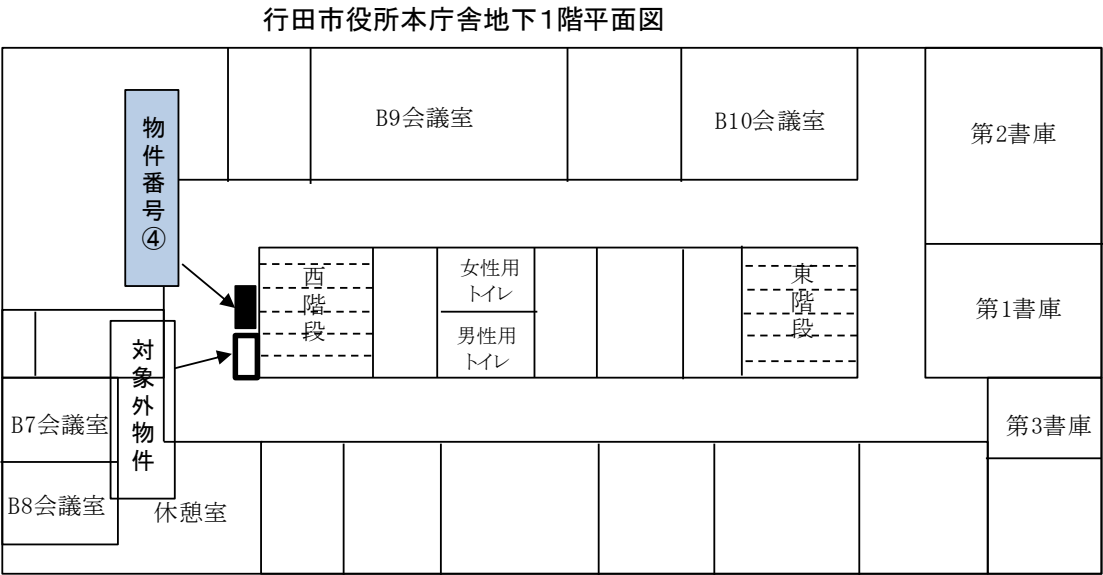 行田市役所本庁舎地下1階平面図
B9会議室
B10会議室
第2書庫
物件番号④
西階段
女性用
トイレ
男性用
トイレ
東階段
第1書庫
対象外物件
B7会議室
第3書庫
B8会議室
休憩室